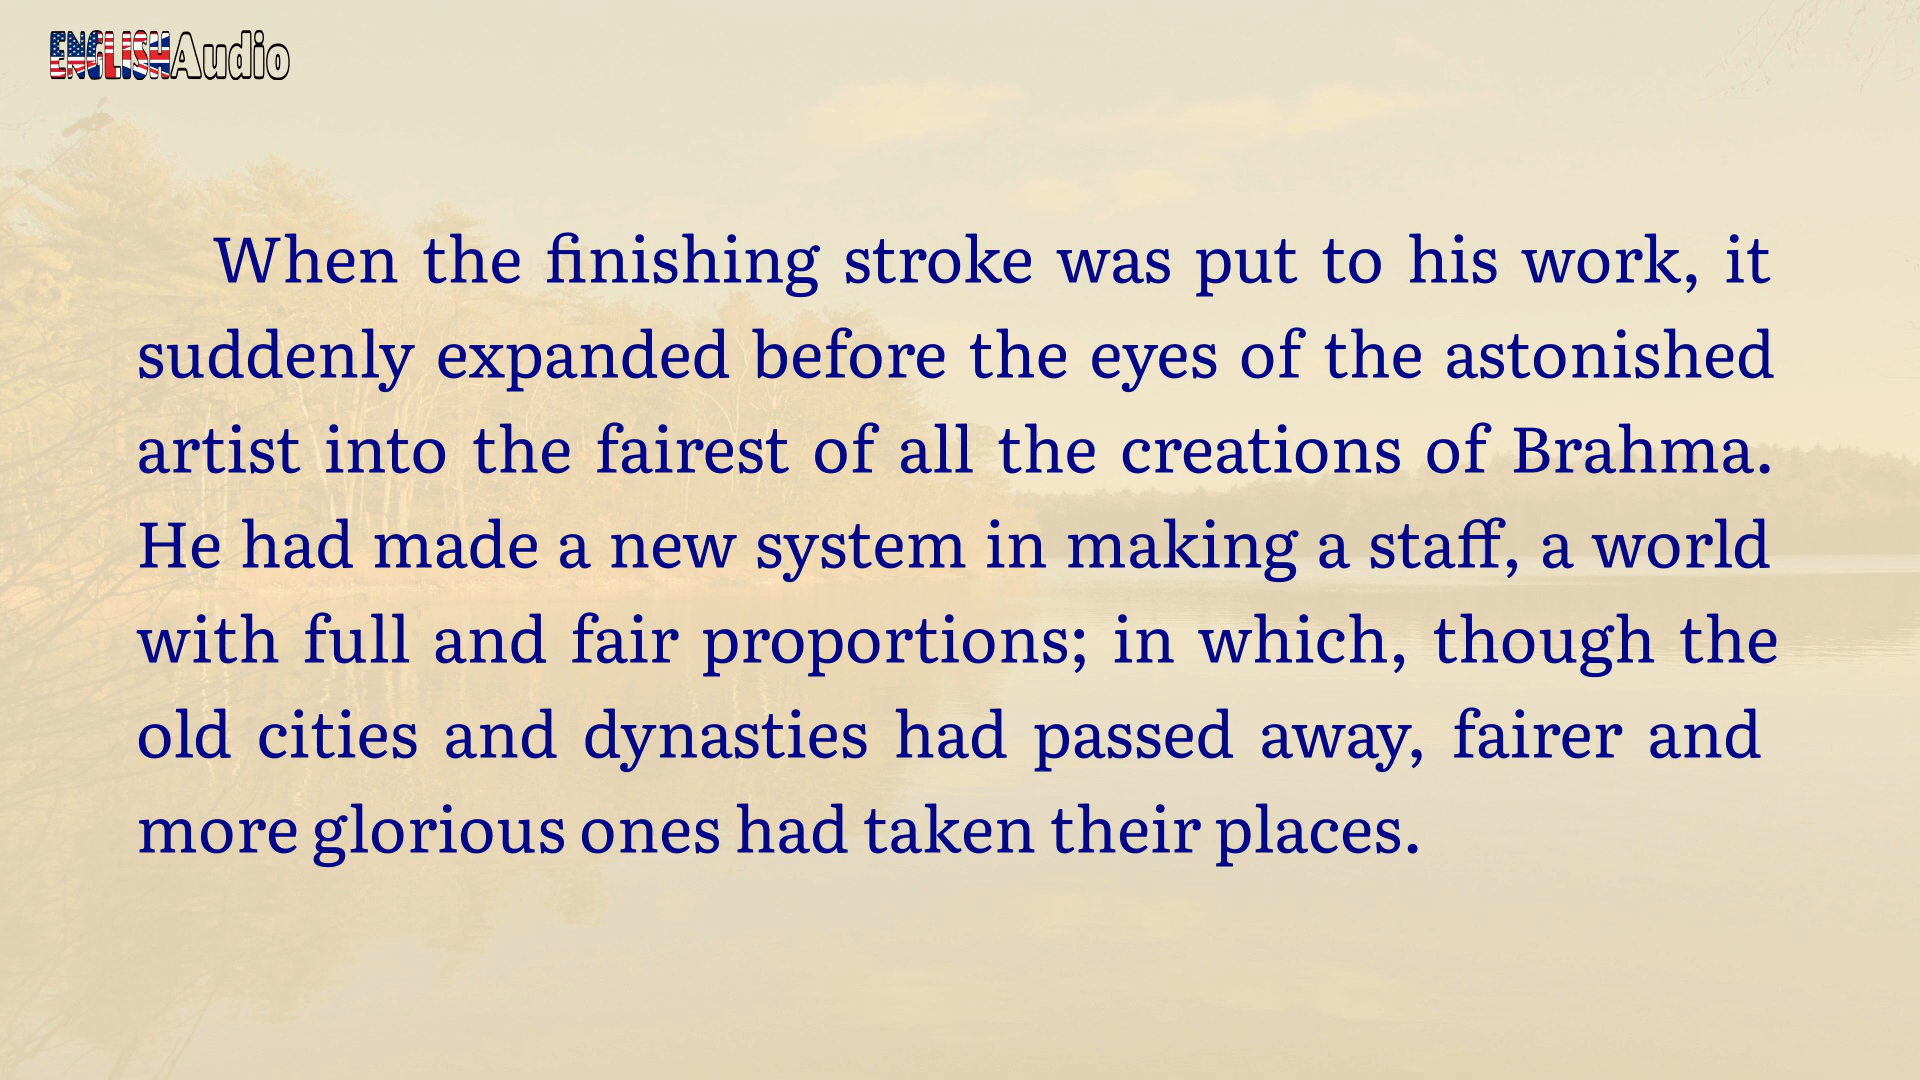 ENGLISHAudio
When the finishing stroke was put to his work, it
suddenly expanded before the eyes of the astonished
artist into the fairest of all the creations of Brahma.
He had made a new system in making a staff, a world
with full and fair proportions; in which, though the
old cities and dynasties had passed away, fairer and
more glorious ones had taken their places.